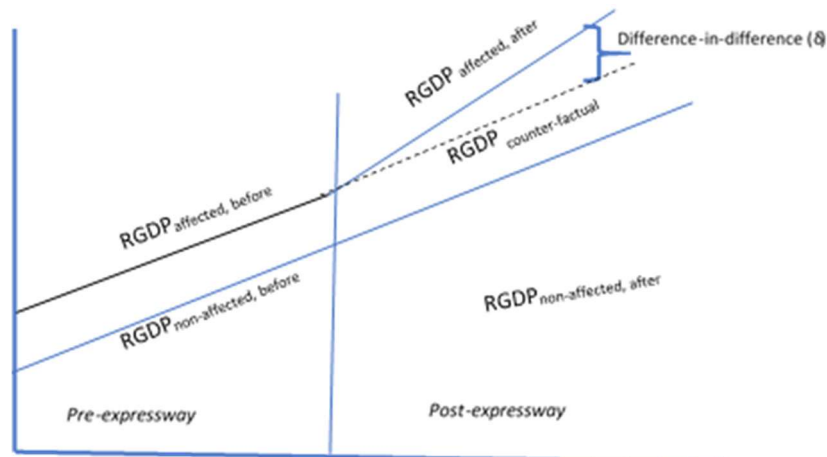 Difference-in-difference (δ)
RGDP affected, after
RGDP counter-factual
RGDP affected, before
RGDP non-affected, before
RGDP non-affected, after
Pre-expressway
Post-expressway